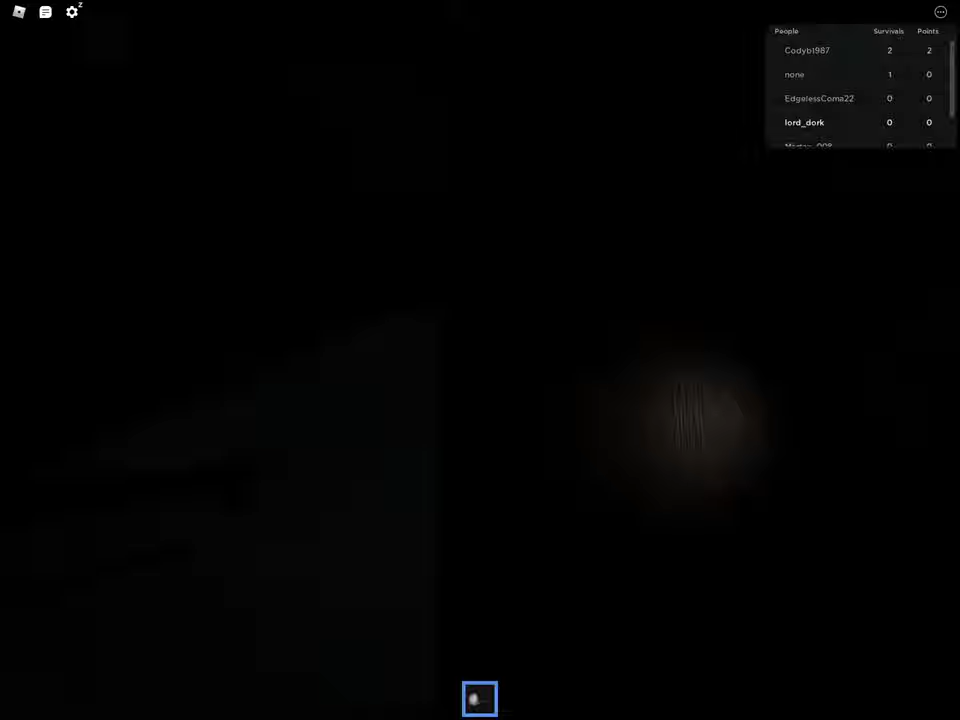 z
People Survivals Points
Codyb1987 2 2
none 1 0
EdgelessComa22 0 0
lord_dork 0 0